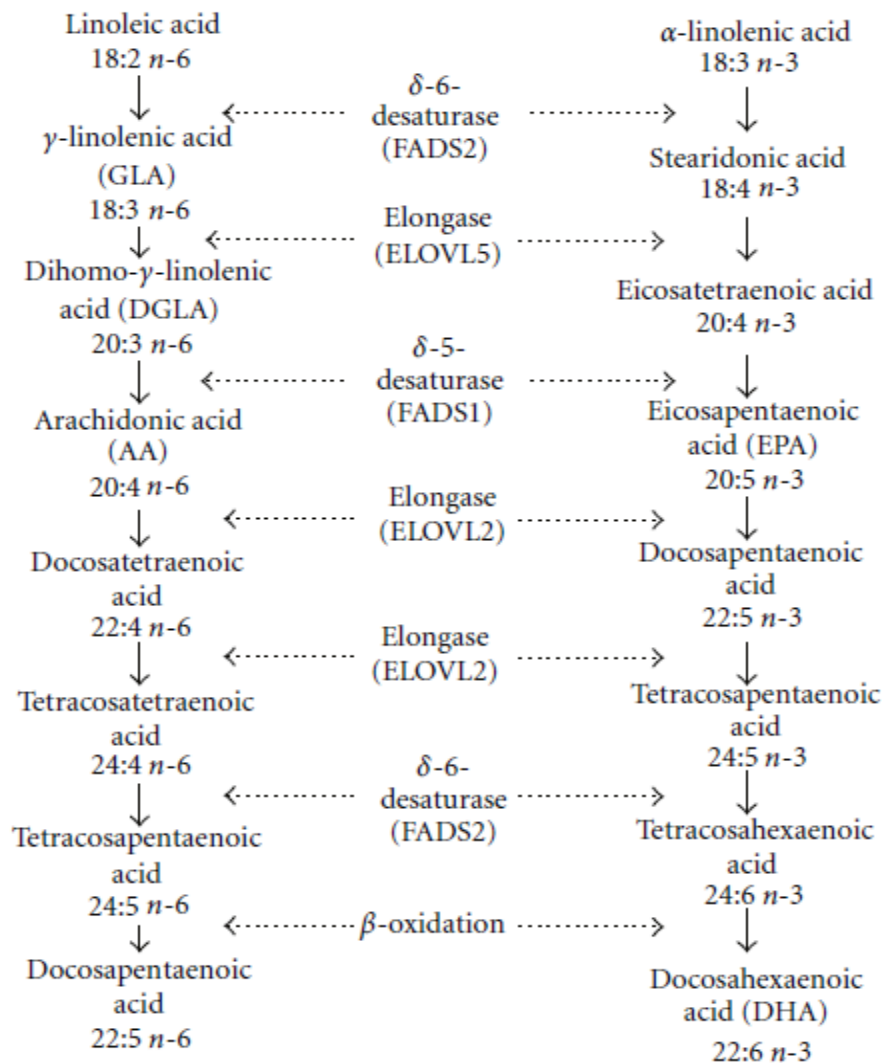 Linoleic acid
18:2 n-6
γ-linolenic acid
(GLA)
18:3 n-6
Dihomo-γ-linolenic
acid (DGLA)
20:3 n-6
Arachidonic acid
(AA)
20:4 n-6
Docosatetraenoic
acid
22:4 n-6
Tetracosatetraenoic
acid
24:4 n-6
Tetracosapentaenoic
acid
24:5 n-6
Docosapentaenoic
acid
22:5 n-6
δ-6-
desaturase
(FADS2)
Elongase
(ELOVL5)
δ-5-
desaturase
(FADS1)
Elongase
(ELOVL2)
Elongase
(ELOVL2)
δ-6-
desaturase
(FADS2)
β-oxidation
α-linolenic acid
18:3 n-3
Stearidonic acid
18:4 n-3
Eicosatetraenoic acid
20:4 n-3
Eicosapentaenoic
acid (EPA)
20:5 n-3
Docosapentaenoic
acid
22:5 n-3
Tetracosapentaenoic
acid
24:5 n-3
Tetracosahexaenoic
acid
24:6 n-3
Docosahexaenoic
acid (DHA)
22:6 n-3